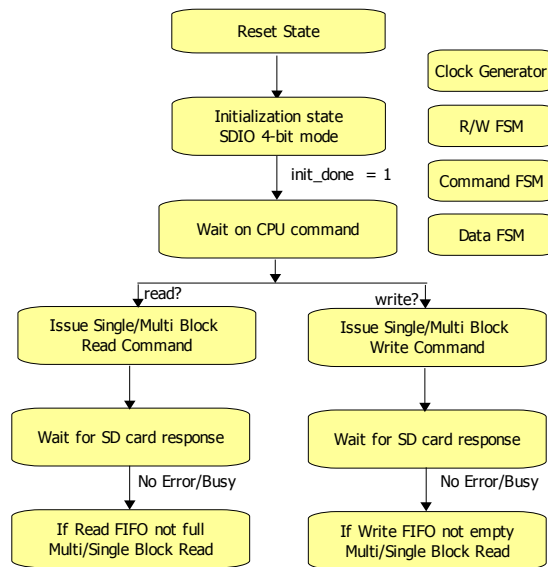 Reset State
Clock Generator
Initialization state
SDIO 4-bit mode
R/W FSM
init_done = 1
Command FSM
Wait on CPU command
Data FSM
read?
write?
Issue Single/Multi Block
Read Command
Issue Single/Multi Block
Write Command
Wait for SD card response
Wait for SD card response
No Error/Busy
No Error/Busy
If Read FIFO not full
Multi/Single Block Read
If Write FIFO not empty
Multi/Single Block Read